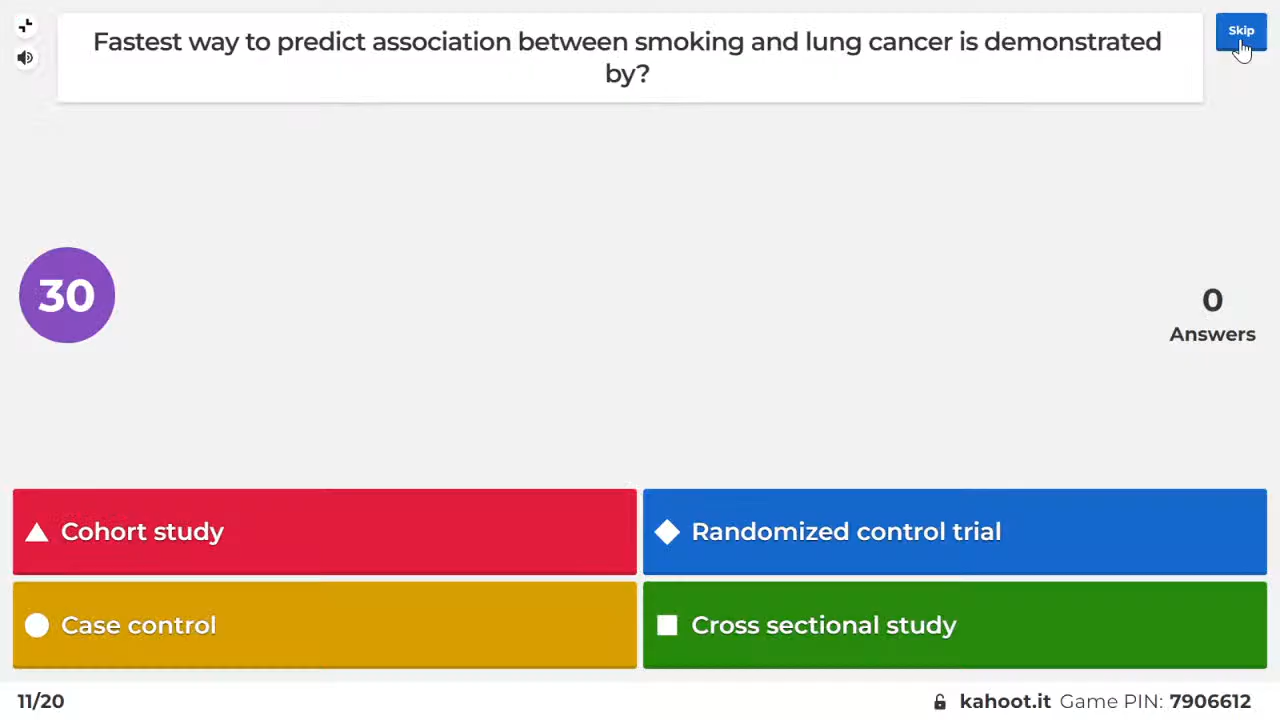 Fastest way to predict association between smoking and lung cancer is demonstrated
by?
Skip
30
0
Answers
Cohort study
Randomized control trial
Case control
Cross sectional study
11/20
kahoot.it Game PIN: 7906612